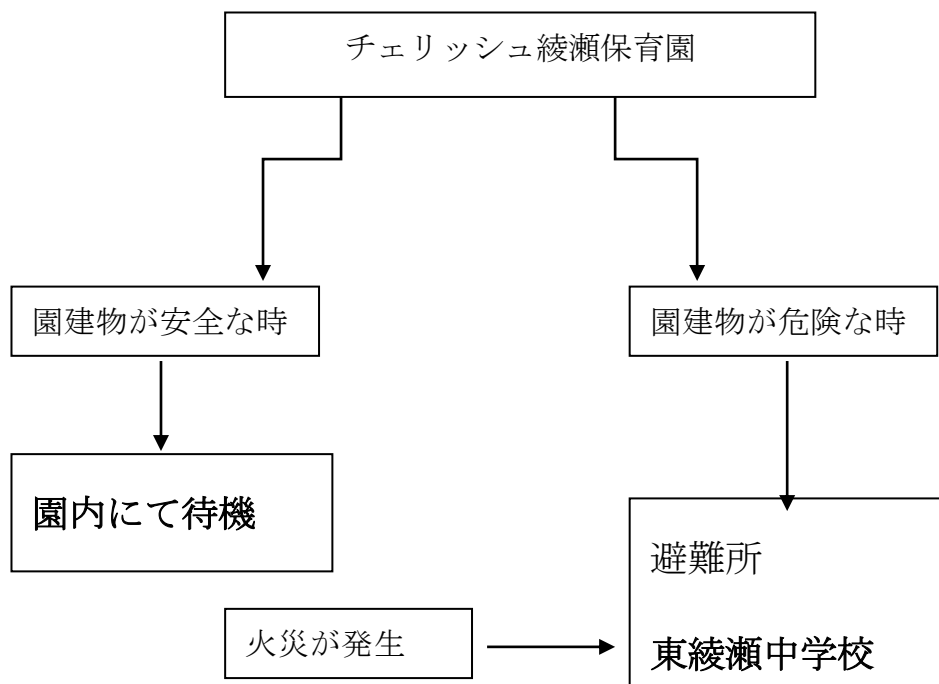 チェリッシュ綾瀬保育園
園建物が安全な時
園建物が危険な時
園内にて待機
避難所
東綾瀬中学校
火災が発生